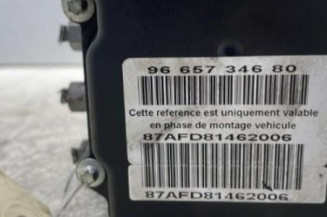 96 657 346 80
Cette reference est uniquement valable
en phase de montage vehicule
87AFD81462006
87AFD81462006